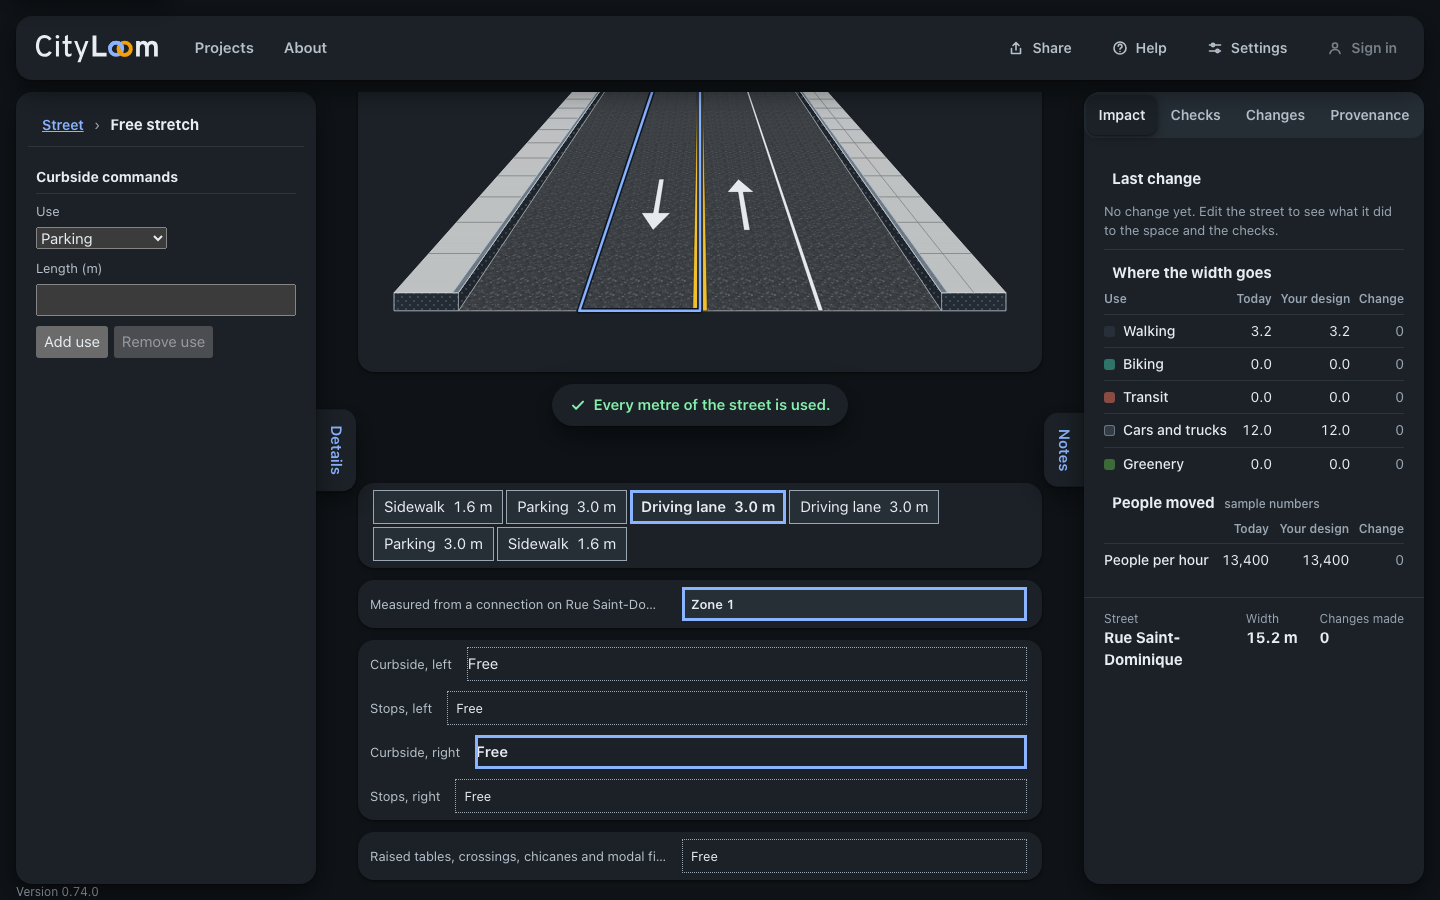 CityLoom
Projects
About
Share
Help
Settings
Sign in
Street › Free stretch
Curbside commands
Use
Parking
Length (m)
Add use
Remove use
Details
Every metre of the street is used.
Sidewalk 1.6 m
Parking 3.0 m
Driving lane 3.0 m
Driving lane 3.0 m
Parking 3.0 m
Sidewalk 1.6 m
Measured from a connection on Rue Saint-Do...
Zone 1
Curbside, left
Free
Stops, left
Free
Curbside, right
Free
Stops, right
Free
Raised tables, crossings, chicanes and modal fi...
Free
Notes
Impact
Checks
Changes
Provenance
Last change
No change yet. Edit the street to see what it did
to the space and the checks.
Where the width goes
Use Today Your design Change
Walking 3.2 3.2 0
Biking 0.0 0.0 0
Transit 0.0 0.0 0
Cars and trucks 12.0 12.0 0
Greenery 0.0 0.0 0
People moved sample numbers
Today Your design Change
People per hour 13,400 13,400 0
Street Width Changes made
Rue Saint- 15.2 m 0
Dominique
Version 0.74.0